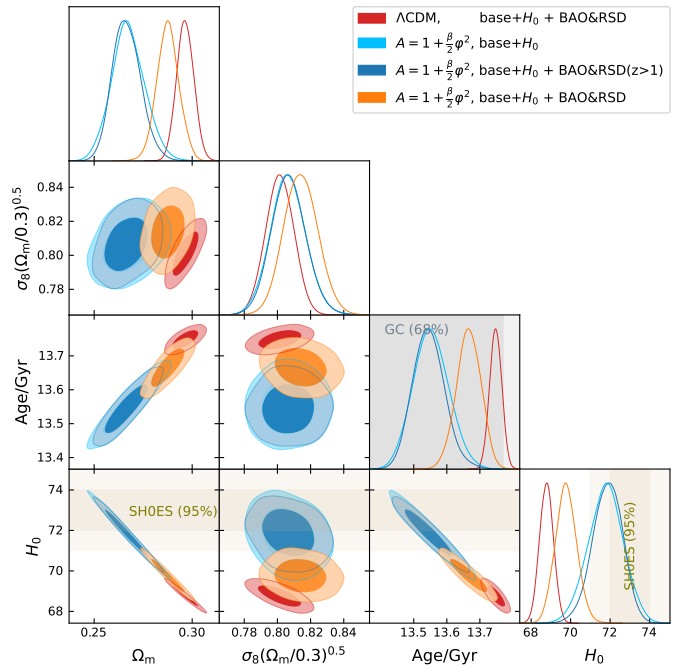 ΛCDM, base+H₀ + BAO&RSD
A = 1 + β/2 φ², base+H₀
A = 1 + β/2 φ², base+H₀ + BAO&RSD(z>1)
A = 1 + β/2 φ², base+H₀ + BAO&RSD
0.84
0.82
0.80
0.78
σ₈(Ωₘ/0.3)⁰·⁵
GC (68%)
13.7
13.6
13.5
13.4
Age/Gyr
SH0ES (95%)
SH0ES (95%)
74
72
70
68
H₀
0.25 0.30
0.78 0.80 0.82 0.84
13.5 13.6 13.7
68 70 72 74
Ωₘ
σ₈(Ωₘ/0.3)⁰·⁵
Age/Gyr
H₀